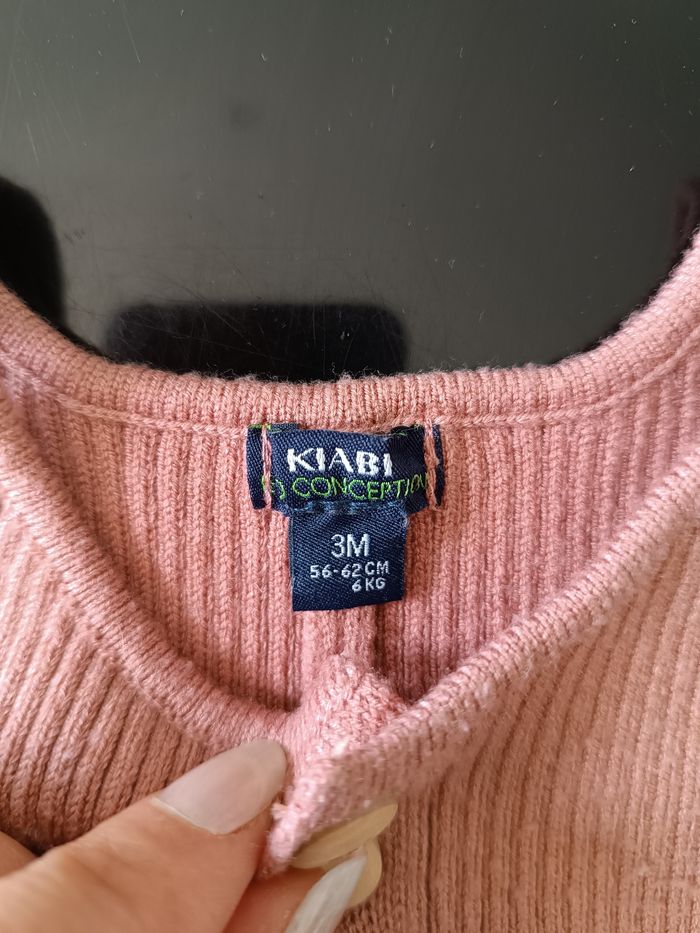 KIABI
CONCEPTION
3M
56-62 CM
6 KG